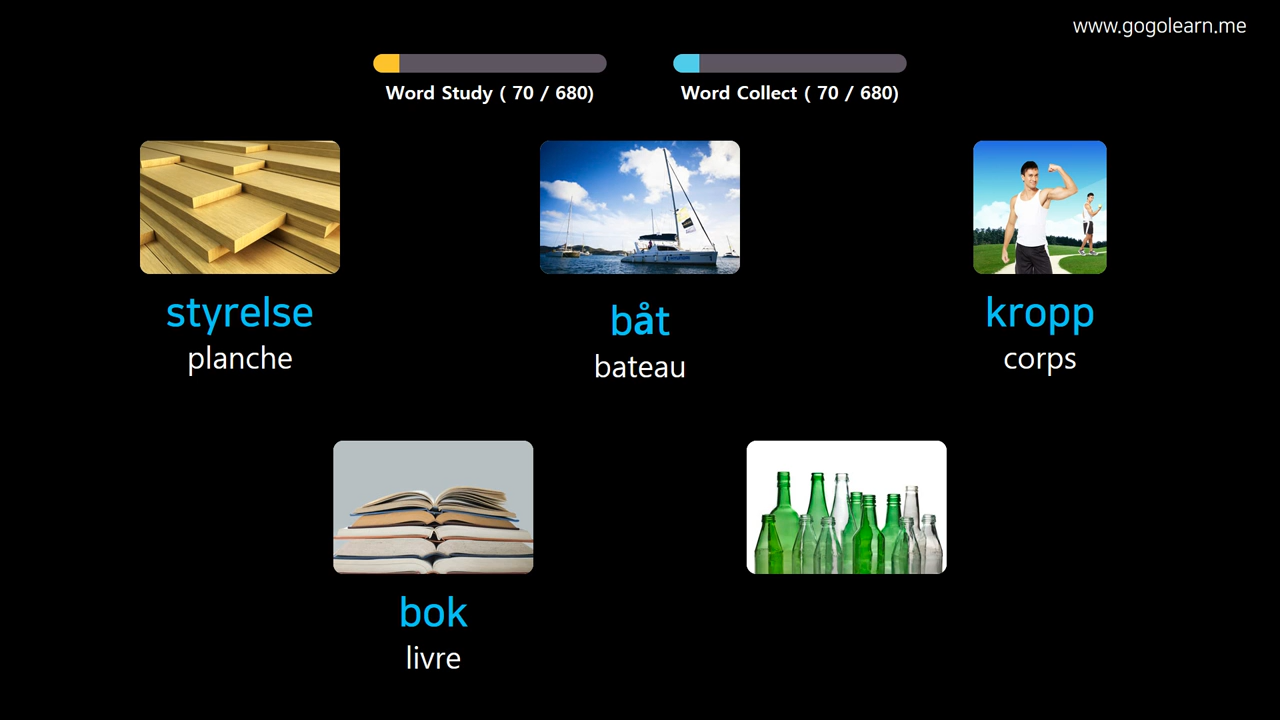 www.gogolearn.me
Word Study ( 70 / 680)
Word Collect ( 70 / 680)
styrelse
planche
båt
bateau
kropp
corps
bok
livre